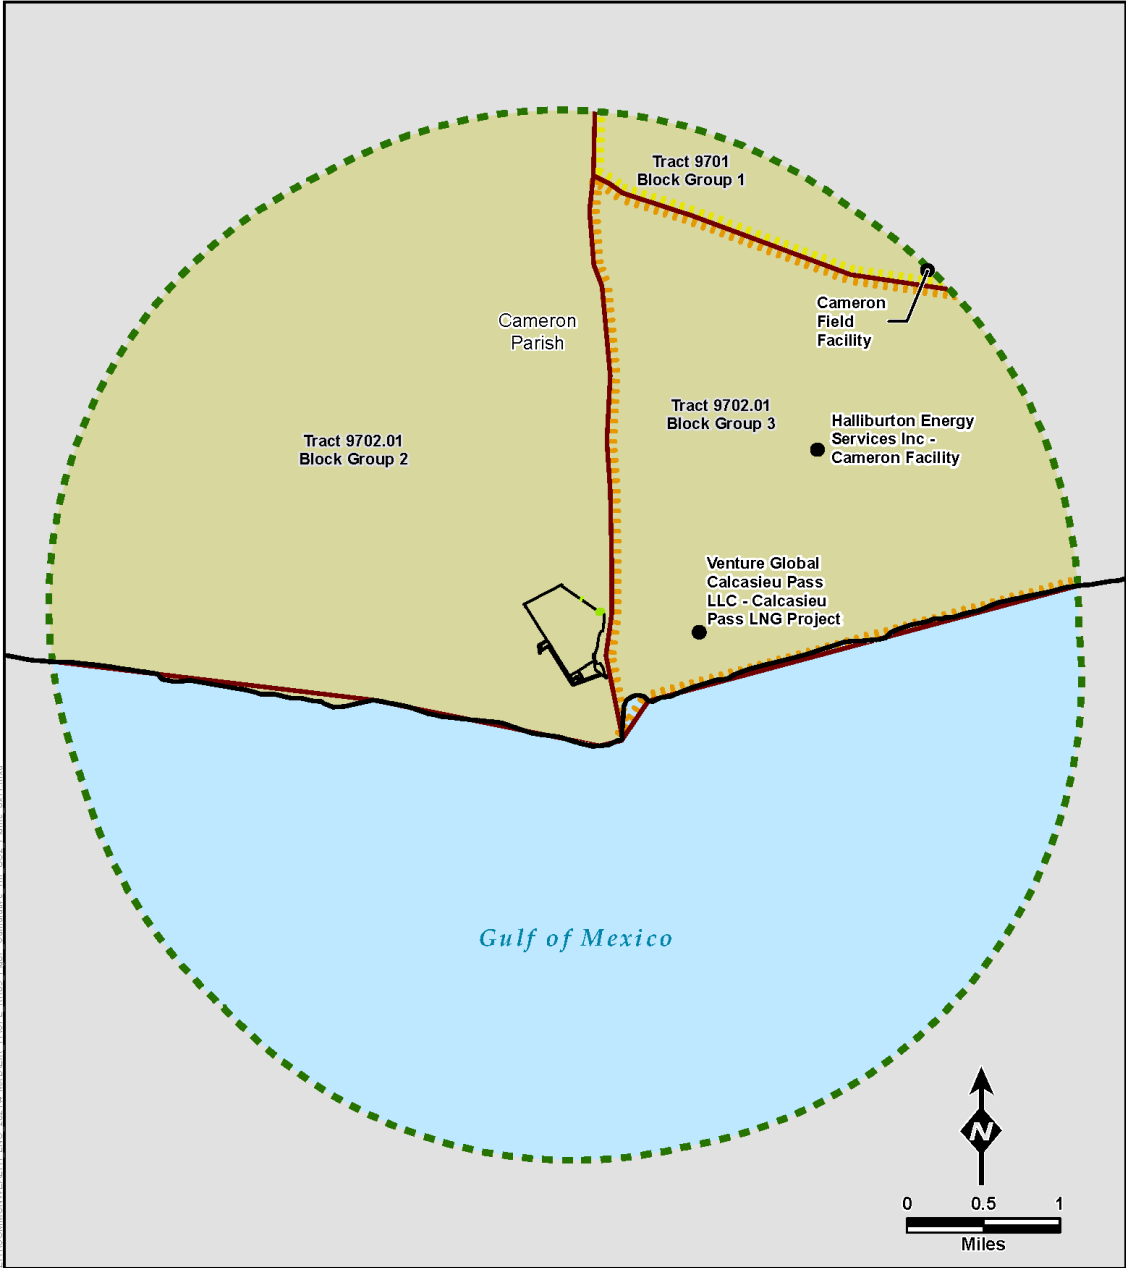 Tract 9701
Block Group 1
Cameron
Field
Facility
Cameron
Parish
Tract 9702.01
Block Group 3
Halliburton Energy
Services Inc -
Cameron Facility
Tract 9702.01
Block Group 2
Venture Global
Calcasieu Pass
LLC - Calcasieu
Pass LNG Project
Gulf of Mexico
N
0 0.5 1
Miles